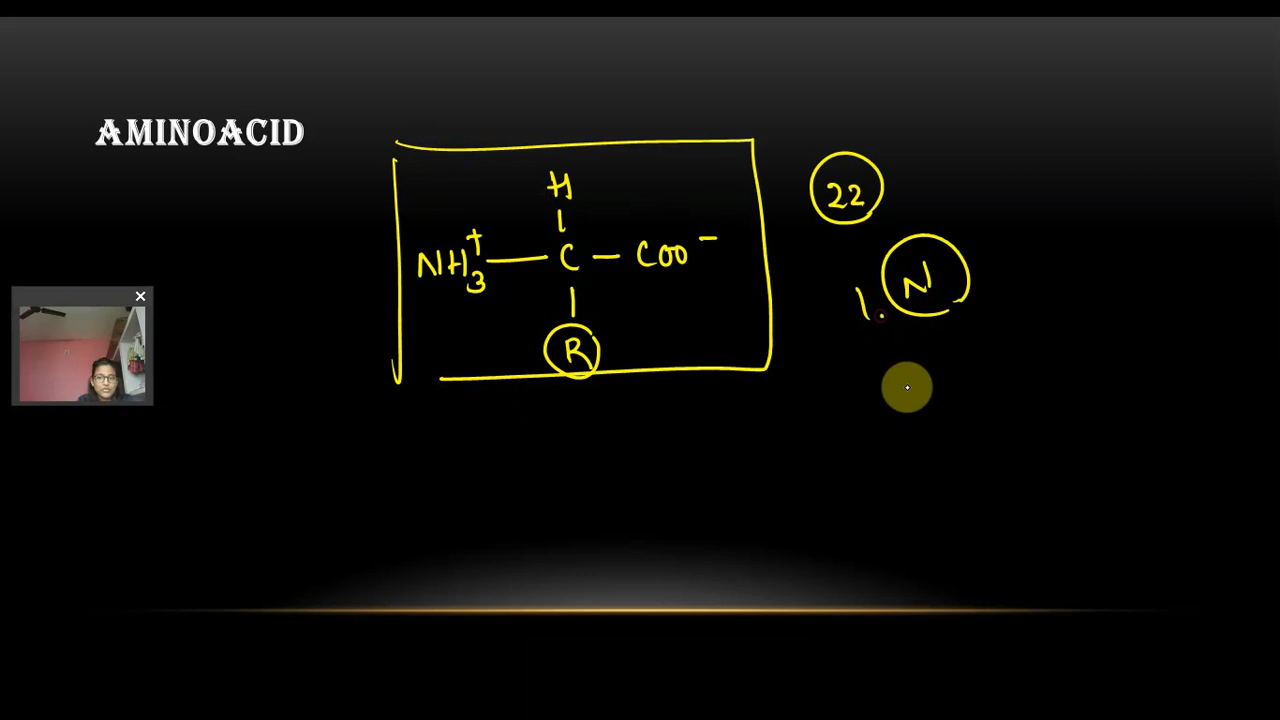 AMINOACID
H
NH3+ — C — COO−
R
22
1. N